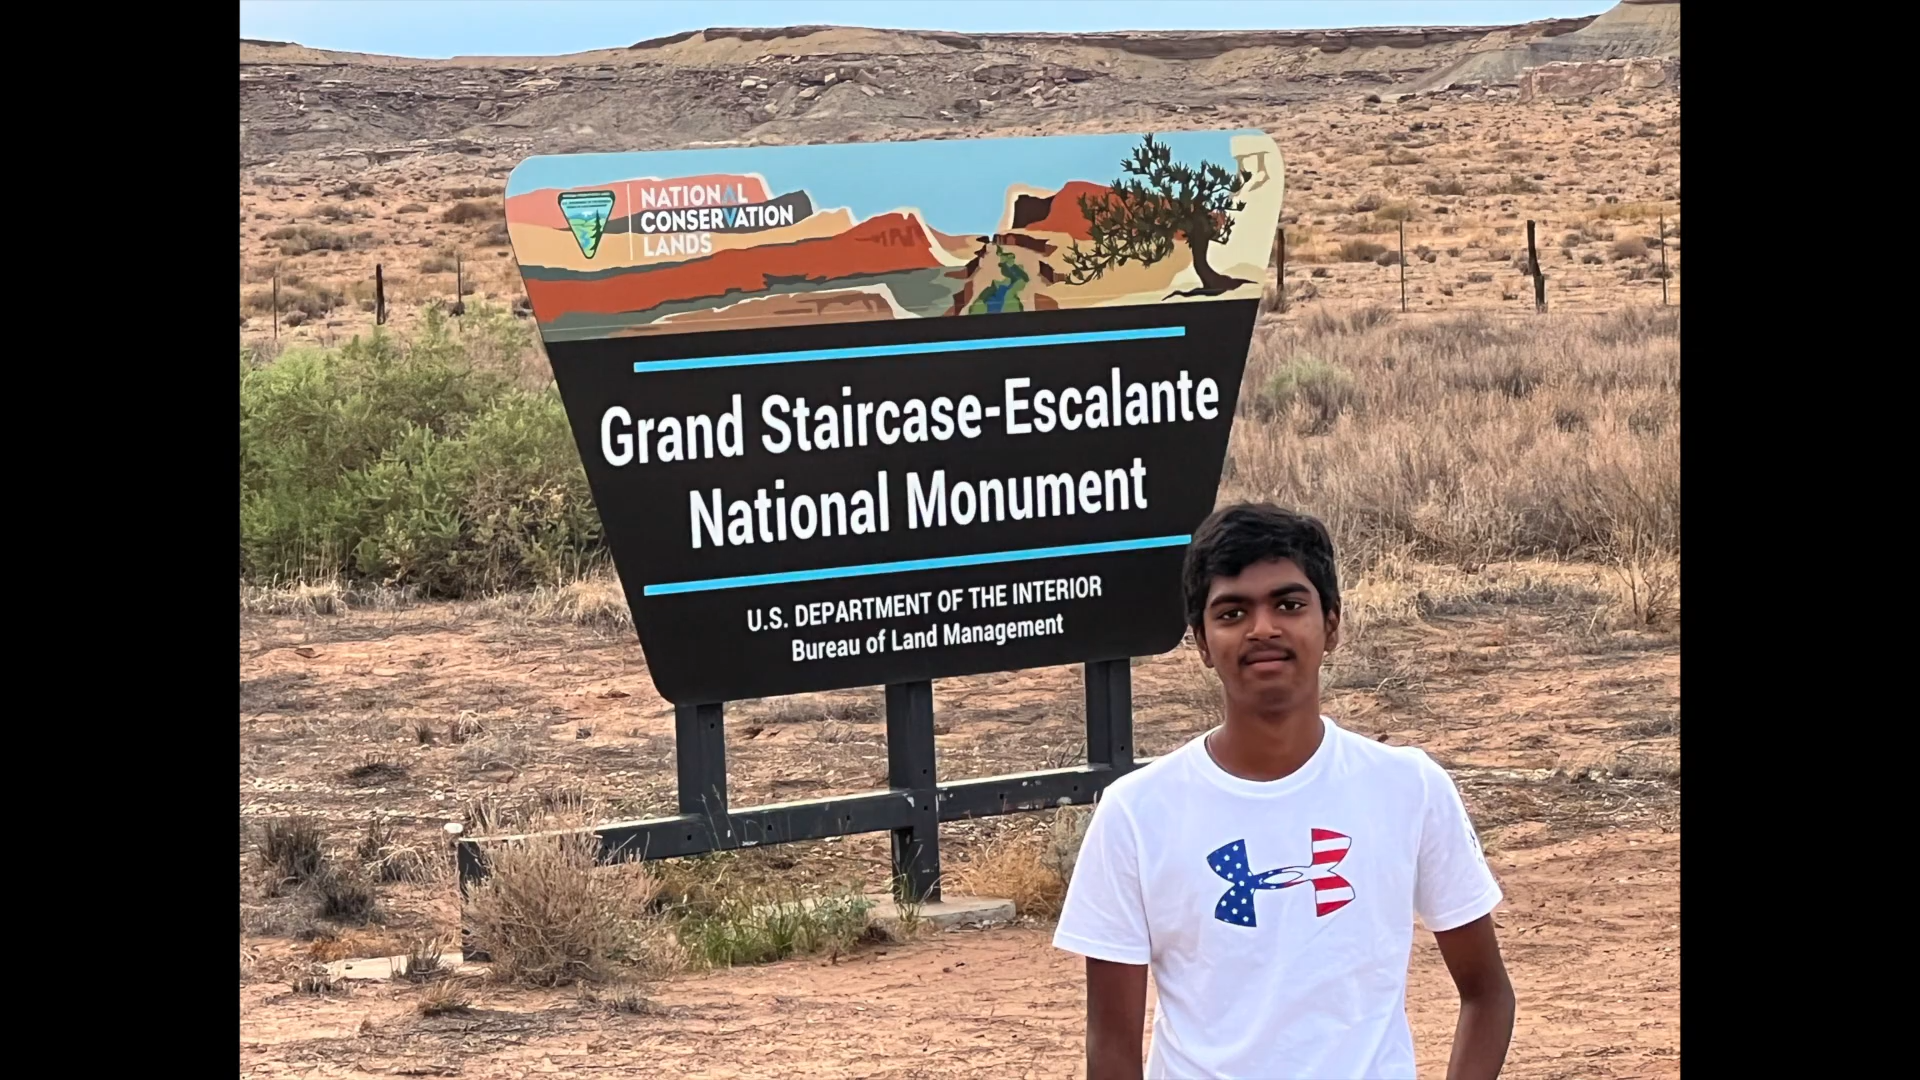 NATIONAL
CONSERVATION
LANDS
Grand Staircase-Escalante
National Monument
U.S. DEPARTMENT OF THE INTERIOR
Bureau of Land Management